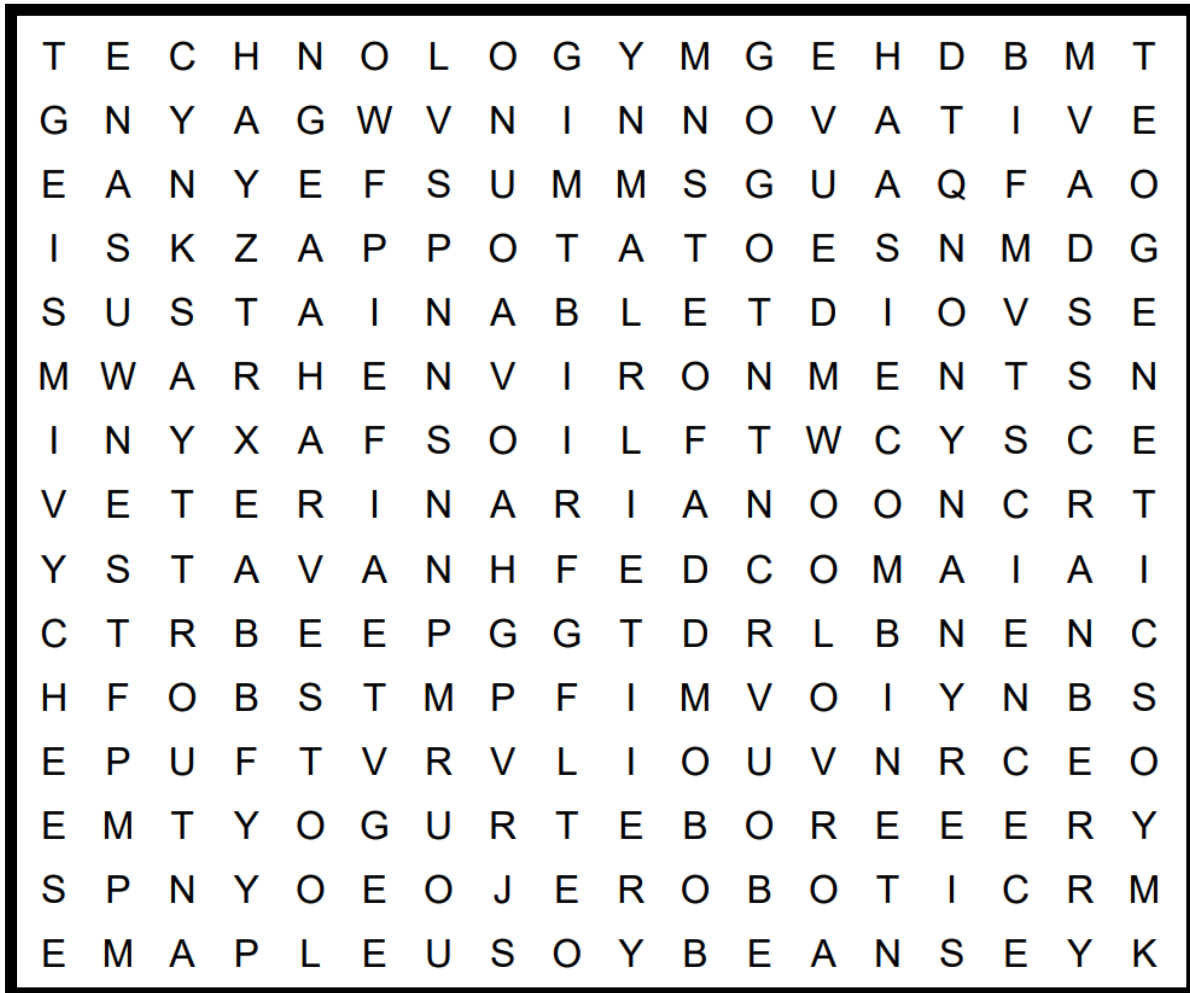 T E C H N O L O G Y M G E H D B M T
G N Y A G W V N I N N O V A T I V E
E A N Y E F S U M M S G U A Q F A O
I S K Z A P P O T A T O E S N M D G
S U S T A I N A B L E T D I O V S E
M W A R H E N V I R O N M E N T S N
I N Y X A F S O I L F T W C Y S C E
V E T E R I N A R I A N O O N C R T
Y S T A V A N H F E D C O M A I A I
C T R B E E P G G T D R L B N E N C
H F O B S T M P F I M V O I Y N B S
E P U F T V R V L I O U V N R C E O
E M T Y O G U R T E B O R E E E R Y
S P N Y O E O J E R O B O T I C R M
E M A P L E U S O Y B E A N S E Y K